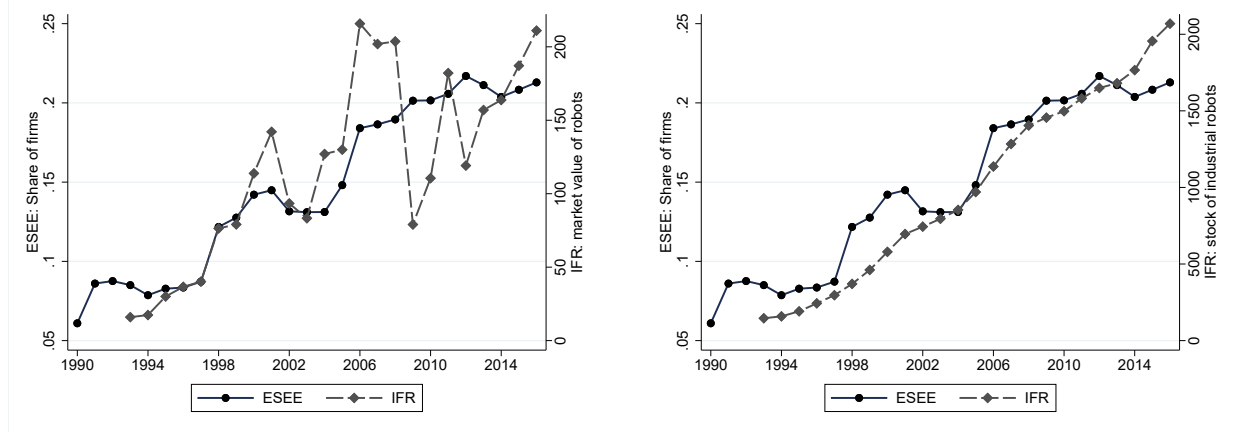 ESEE: Share of firms
.25
.2
.15
.1
.05
200
150
100
50
0
IFR: market value of robots
1990 1994 1998 2002 2006 2010 2014
ESEE IFR
ESEE: Share of firms
.25
.2
.15
.1
.05
2000
1500
1000
500
0
IFR: stock of industrial robots
1990 1994 1998 2002 2006 2010 2014
ESEE IFR